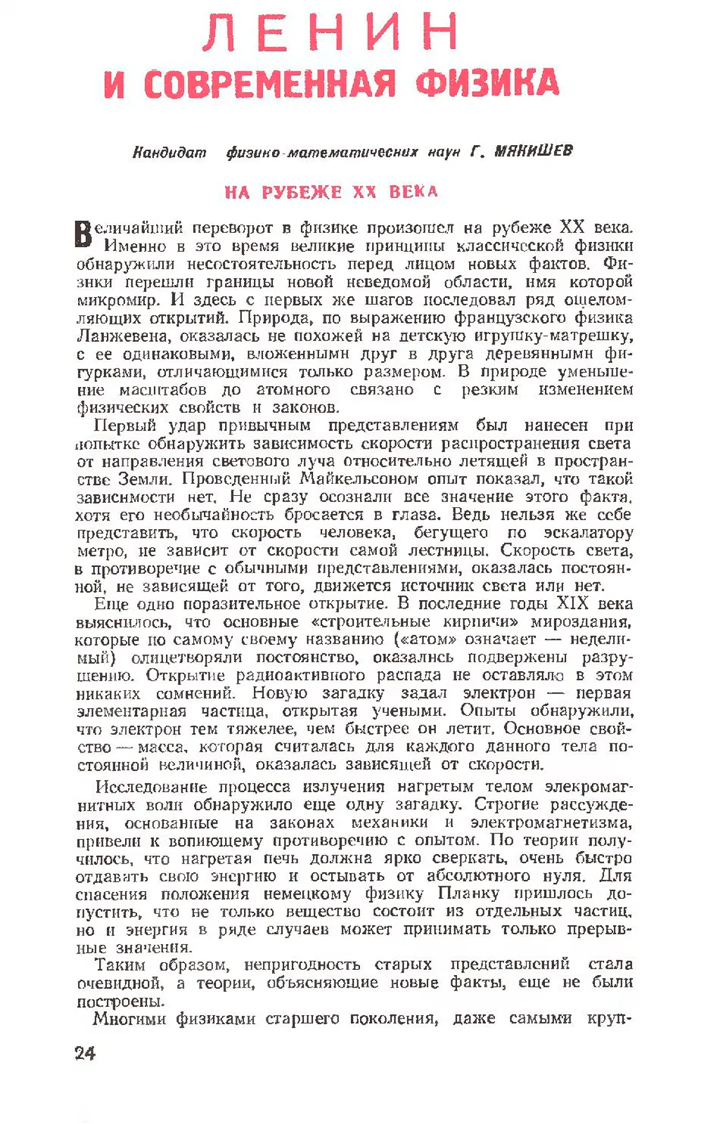 ЛЕНИН
И СОВРЕМЕННАЯ ФИЗИКА
Кандидат физико-математических наук Г. МЯКИШЕВ
НА РУБЕЖЕ XX ВЕКА
Величайший переворот в физике произошел на рубеже XX века.
Именно в это время великие принципы классической физики
обнаружили несостоятельность перед лицом новых фактов. Фи-
зики перешли границы новой неведомой области, имя которой
микромир. И здесь с первых же шагов последовал ряд ошелом-
ляющих открытий. Природа, по выражению французского физика
Ланжевена, оказалась не похожей на детскую игрушку-матрешку,
с ее одинаковыми, вложенными друг в друга деревянными фи-
гурками, отличающимися только размером. В природе уменьше-
ние масштабов до атомного связано с резким изменением
физических свойств и законов.
Первый удар привычным представлениям был нанесен при
попытке обнаружить зависимость скорости распространения света
от направления светового луча относительно летящей в простран-
стве Земли. Проведенный Майкельсоном опыт показал, что такой
зависимости нет. Не сразу осознали все значение этого факта,
хотя его необычайность бросается в глаза. Ведь нельзя же себе
представить, что скорость человека, бегущего по эскалатору
метро, не зависит от скорости самой лестницы. Скорость света,
в противоречие с обычными представлениями, оказалась постоян-
ной, не зависящей от того, движется источник света или нет.
Еще одно поразительное открытие. В последние годы XIX века
выяснилось, что основные «строительные кирпичи» мироздания,
которые по самому своему названию («атом» означает — недели-
мый) олицетворяли постоянство, оказались подвержены разру-
шению. Открытие радиоактивного распада не оставляло в этом
никаких сомнений. Новую загадку задал электрон — первая
элементарная частица, открытая учеными. Опыты обнаружили,
что электрон тем тяжелее, чем быстрее он летит. Основное свой-
ство — масса, которая считалась для каждого данного тела по-
стоянной величиной, оказалась зависящей от скорости.
Исследование процесса излучения нагретым телом элекромаг-
нитных волн обнаружило еще одну загадку. Строгие рассужде-
ния, основанные на законах механики и электромагнетизма,
привели к вопиющему противоречию с опытом. По теории полу-
чилось, что нагретая печь должна ярко сверкать, очень быстро
отдавать свою энергию и остывать от абсолютного нуля. Для
спасения положения немецкому физику Планку пришлось до-
пустить, что не только вещество состоит из отдельных частиц,
но и энергия в ряде случаев может принимать только прерыв-
ные значения.
Таким образом, непригодность старых представлений стала
очевидной, а теории, объясняющие новые факты, еще не были
построены.
Многими физиками старшего поколения, даже самыми круп-
24